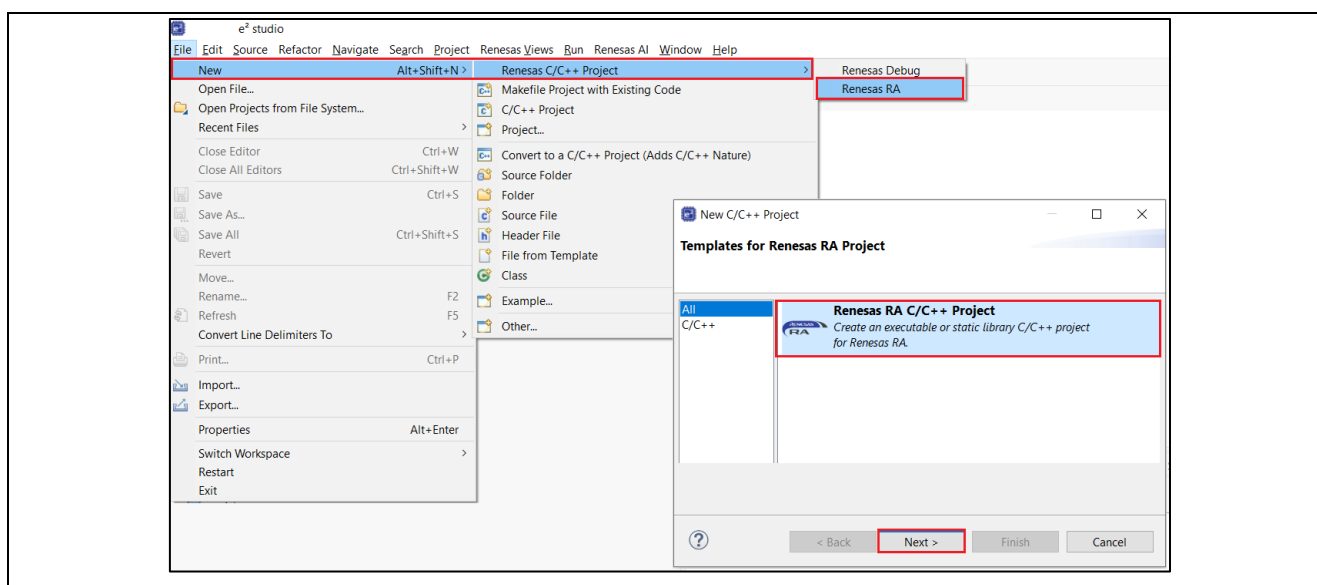 e² studio
File Edit Source Refactor Navigate Search Project Renesas Views Run Renesas AI Window Help
New Alt+Shift+N >
Open File...
Open Projects from File System...
Recent Files >
Close Editor Ctrl+W
Close All Editors Ctrl+Shift+W
Save Ctrl+S
Save As...
Save All Ctrl+Shift+S
Revert
Move...
Rename... F2
Refresh F5
Convert Line Delimiters To >
Print... Ctrl+P
Import...
Export...
Properties Alt+Enter
Switch Workspace >
Restart
Exit
Renesas C/C++ Project >
Makefile Project with Existing Code
C/C++ Project
Project...
Convert to a C/C++ Project (Adds C/C++ Nature)
Source Folder
Folder
Source File
Header File
File from Template
Class
Example...
Other...
Renesas Debug
Renesas RA
New C/C++ Project
Templates for Renesas RA Project
All
C/C++
RENESAS
RA
Renesas RA C/C++ Project
Create an executable or static library C/C++ project
for Renesas RA.
< Back Next > Finish Cancel